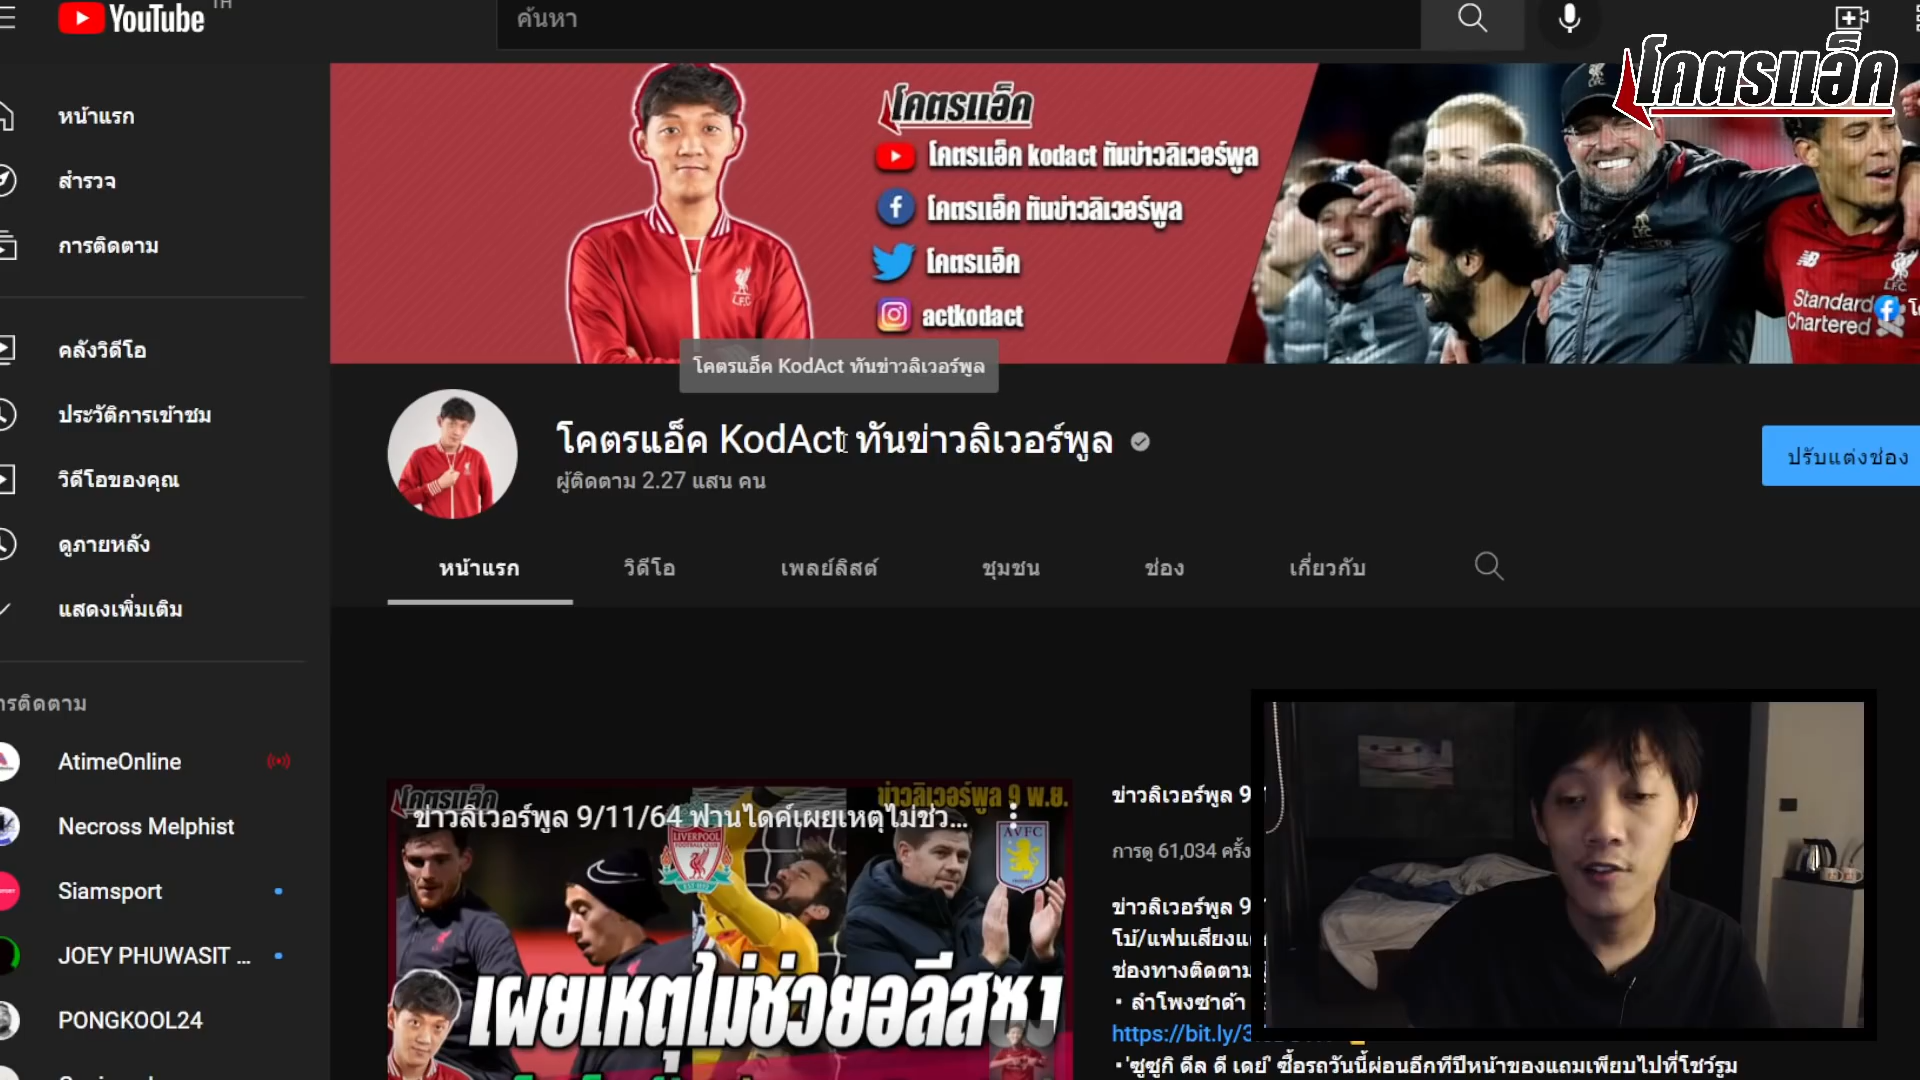 YouTube TH
ค้นหา
โคตรแอ็ค
หน้าแรก
สำรวจ
การติดตาม
คลังวิดีโอ
ประวัติการเข้าชม
วิดีโอของคุณ
ดูภายหลัง
แสดงเพิ่มเติม
AtimeOnline
Necross Melphist
Siamsport
JOEY PHUWASIT ...
PONGKOOL24
โคตรแอ็ค
โคตรแอ็ค kodact ทันข่าวลิเวอร์พูล
โคตรแอ็ค ทันข่าวลิเวอร์พูล
โคตรแอ็ค
actkodact
L.F.C
Standard
Chartered
L.F.C
โคตรแอ็ค KodAct ทันข่าวลิเวอร์พูล
โคตรแอ็ค KodAct ทันข่าวลิเวอร์พูล
ผู้ติดตาม 2.27 แสน คน
ปรับแต่งช่อง
หน้าแรก วิดีโอ เพลย์ลิสต์ ชุมชน ช่อง เกี่ยวกับ
โคตรแอ็ค
ข่าวลิเวอร์พูล 9 พ.ย.
ข่าวลิเวอร์พูล 9/11/64 ฟานไดค์เผยเหตุไม่ช่ว...
LIVERPOOL
FOOTBALL CLUB
AVFC
เผยเหตุไม่ช่วยอลีสซา
ข่าวลิเวอร์พูล 9
การดู 61,034 ครั้ง
ข่าวลิเวอร์พูล 9
โบ้/แฟนเสียงแ
ช่องทางติดตาม
• ลำโพงซาด้า
https://bit.ly/3
•'ซูซูกิ ดีล ดี เดย์' ซื้อรถวันนี้ผ่อนอีกทีปีหน้าของแถมเพียบไปที่โชว์รูม